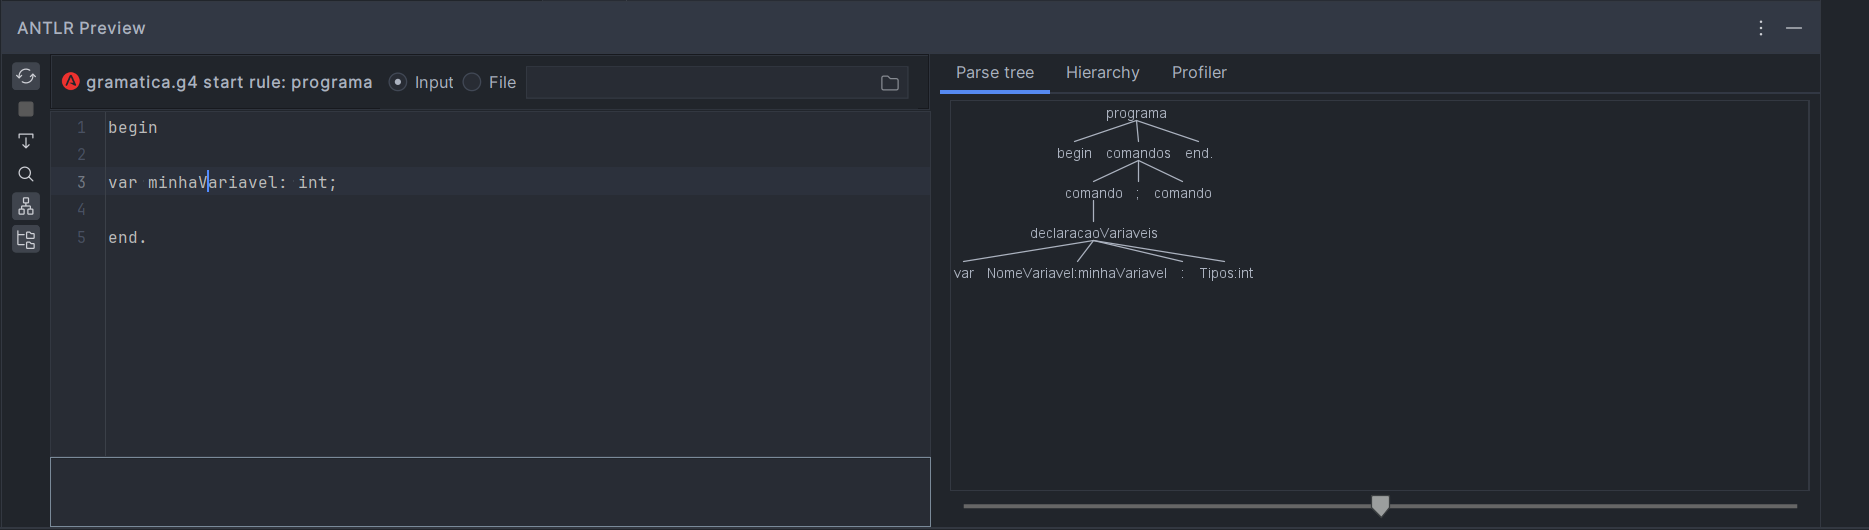 ANTLR Preview
gramatica.g4 start rule: programa Input File
1 begin
2
3 var minhaVariavel: int;
4
5 end.
Parse tree Hierarchy Profiler
programa
begin comandos end.
comando ; comando
declaracaoVariaveis
var NomeVariavel:minhaVariavel : Tipos:int